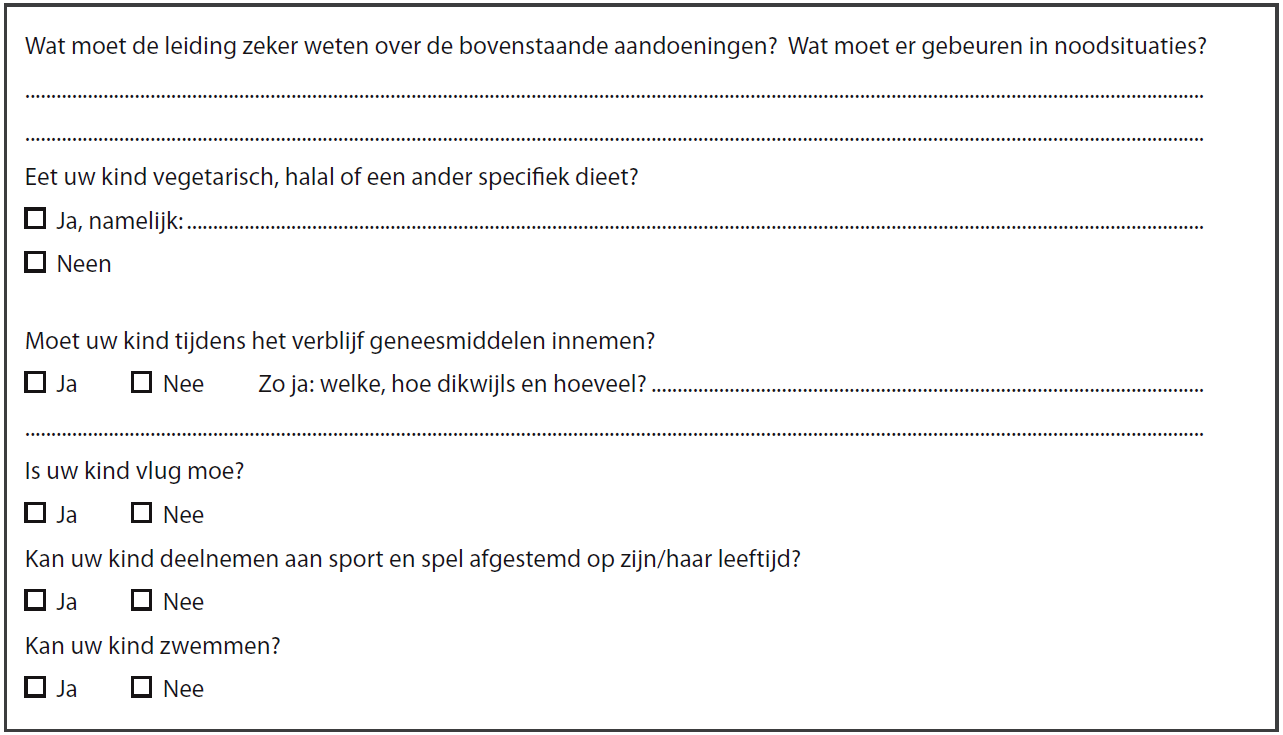 Wat moet de leiding zeker weten over de bovenstaande aandoeningen? Wat moet er gebeuren in noodsituaties?
Eet uw kind vegetarisch, halal of een ander specifiek dieet?
Ja, namelijk:
Neen
Moet uw kind tijdens het verblijf geneesmiddelen innemen?
Ja Nee Zo ja: welke, hoe dikwijls en hoeveel?
Is uw kind vlug moe?
Ja Nee
Kan uw kind deelnemen aan sport en spel afgestemd op zijn/haar leeftijd?
Ja Nee
Kan uw kind zwemmen?
Ja Nee